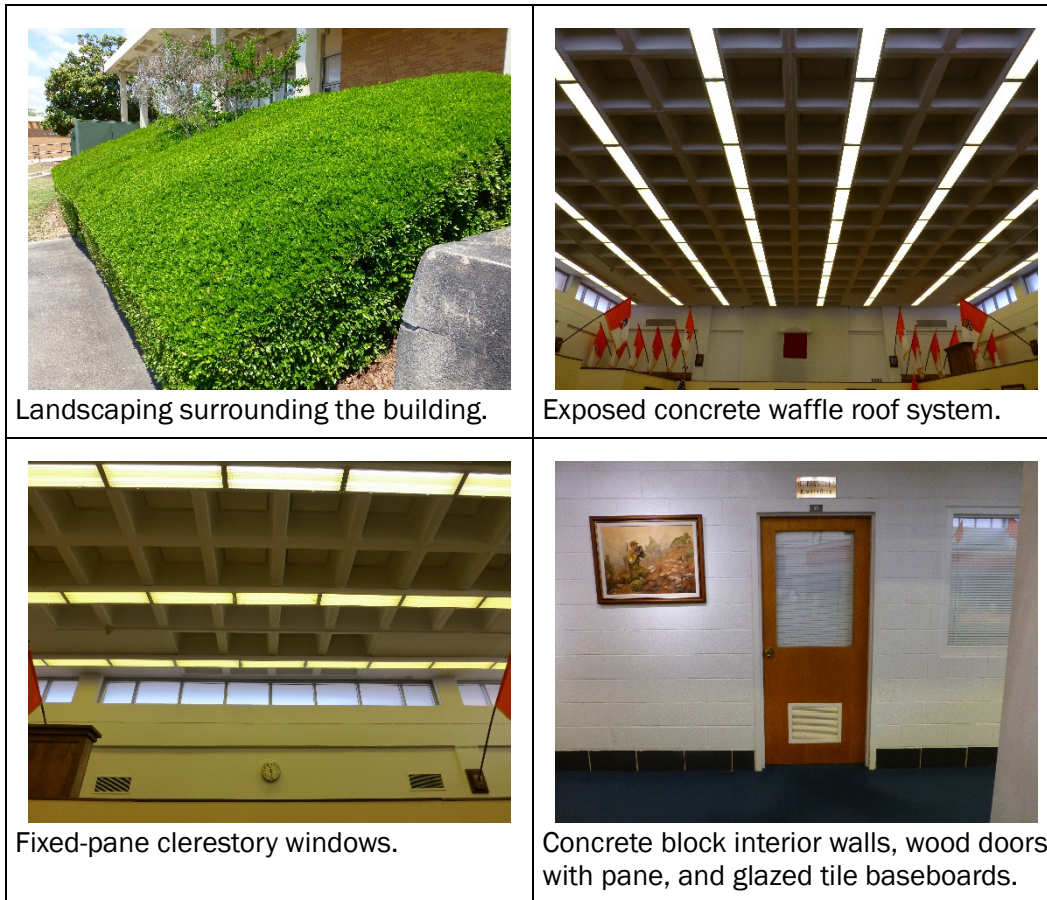 Landscaping surrounding the building.
Exposed concrete waffle roof system.
Fixed-pane clerestory windows.
Concrete block interior walls, wood doors
with pane, and glazed tile baseboards.